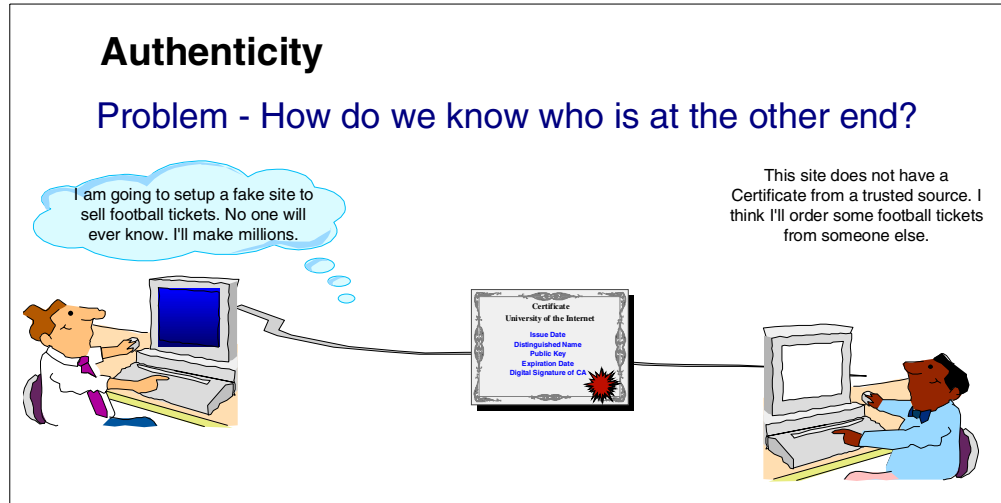 Authenticity
Problem - How do we know who is at the other end?
I am going to setup a fake site to
sell football tickets. No one will
ever know. I'll make millions.
This site does not have a
Certificate from a trusted source. I
think I'll order some football tickets
from someone else.
Certificate
University of the Internet
Issue Date
Distinguished Name
Public Key
Expiration Date
Digital Signature of CA